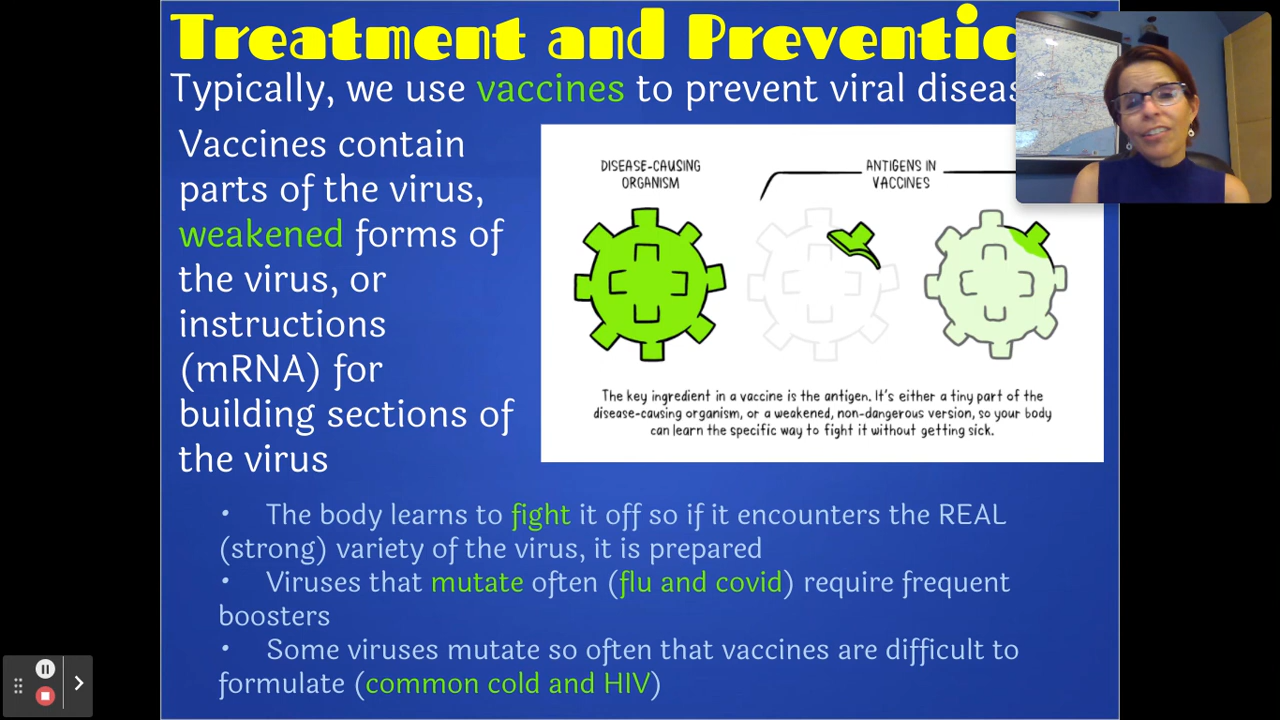 Treatment and Preventio
Typically, we use vaccines to prevent viral diseas
Vaccines contain
parts of the virus,
weakened forms of
the virus, or
instructions
(mRNA) for
building sections of
the virus
DISEASE-CAUSING
ORGANISM
ANTIGENS IN
VACCINES
The key ingredient in a vaccine is the antigen. It's either a tiny part of the
disease-causing organism, or a weakened, non-dangerous version, so your body
can learn the specific way to fight it without getting sick.
• The body learns to fight it off so if it encounters the REAL
(strong) variety of the virus, it is prepared
• Viruses that mutate often (flu and covid) require frequent
boosters
• Some viruses mutate so often that vaccines are difficult to
formulate (common cold and HIV)